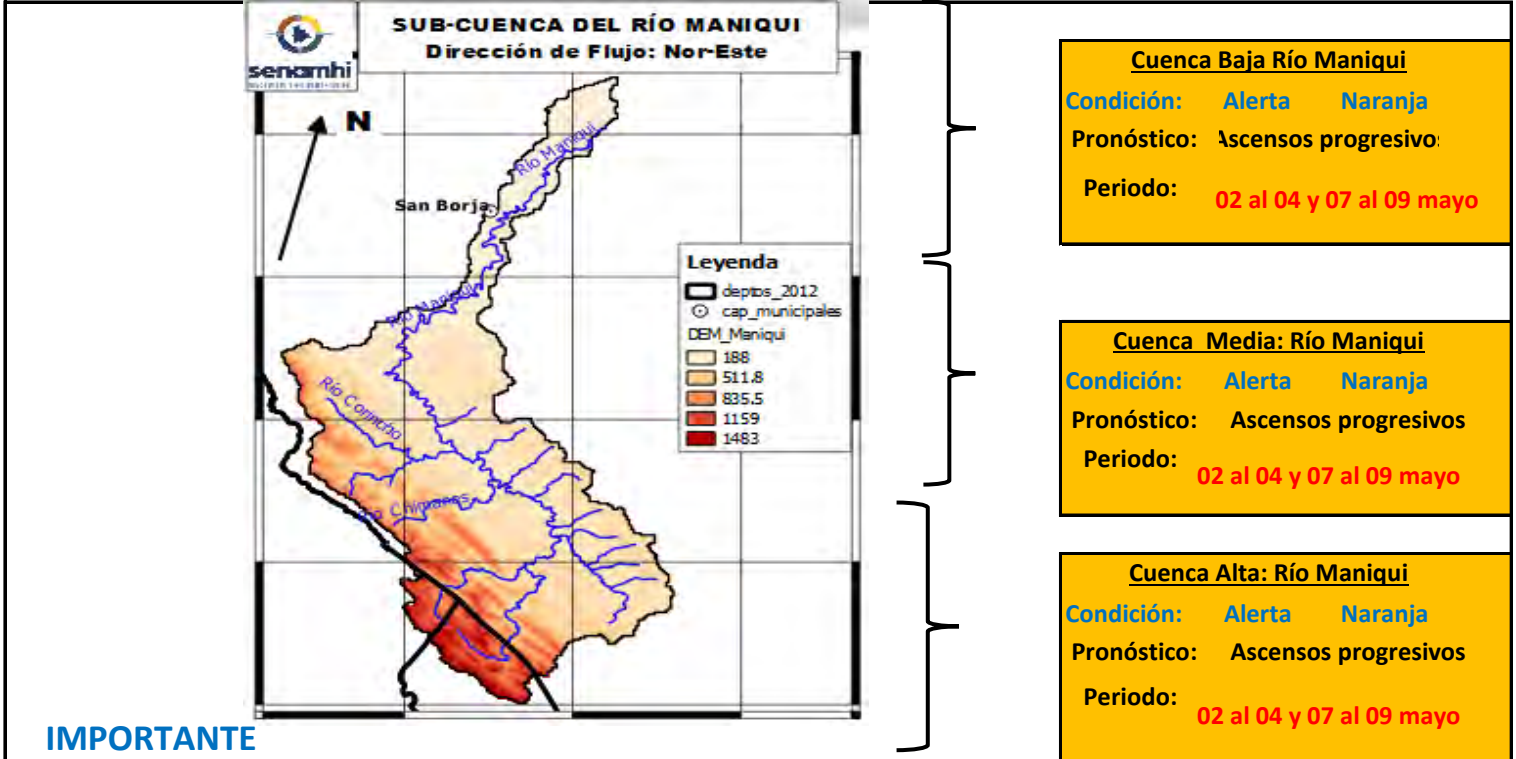 senamhi
SUB-CUENCA DEL RÍO MANIQUI
Dirección de Flujo: Nor-Este
N
Río Maniqui
San Borja
Río Maniqui
Río Chimanes
Leyenda
deptos_2012
cap_municipales
DEM_Maniqui
188
511.8
835.5
1159
1483
Cuenca Baja Río Maniqui
Condición: Alerta Naranja
Pronóstico: Ascensos progresivos
Periodo:
02 al 04 y 07 al 09 mayo
Cuenca Media: Río Maniqui
Condición: Alerta Naranja
Pronóstico: Ascensos progresivos
Periodo:
02 al 04 y 07 al 09 mayo
Cuenca Alta: Río Maniqui
Condición: Alerta Naranja
Pronóstico: Ascensos progresivos
Periodo:
02 al 04 y 07 al 09 mayo
IMPORTANTE